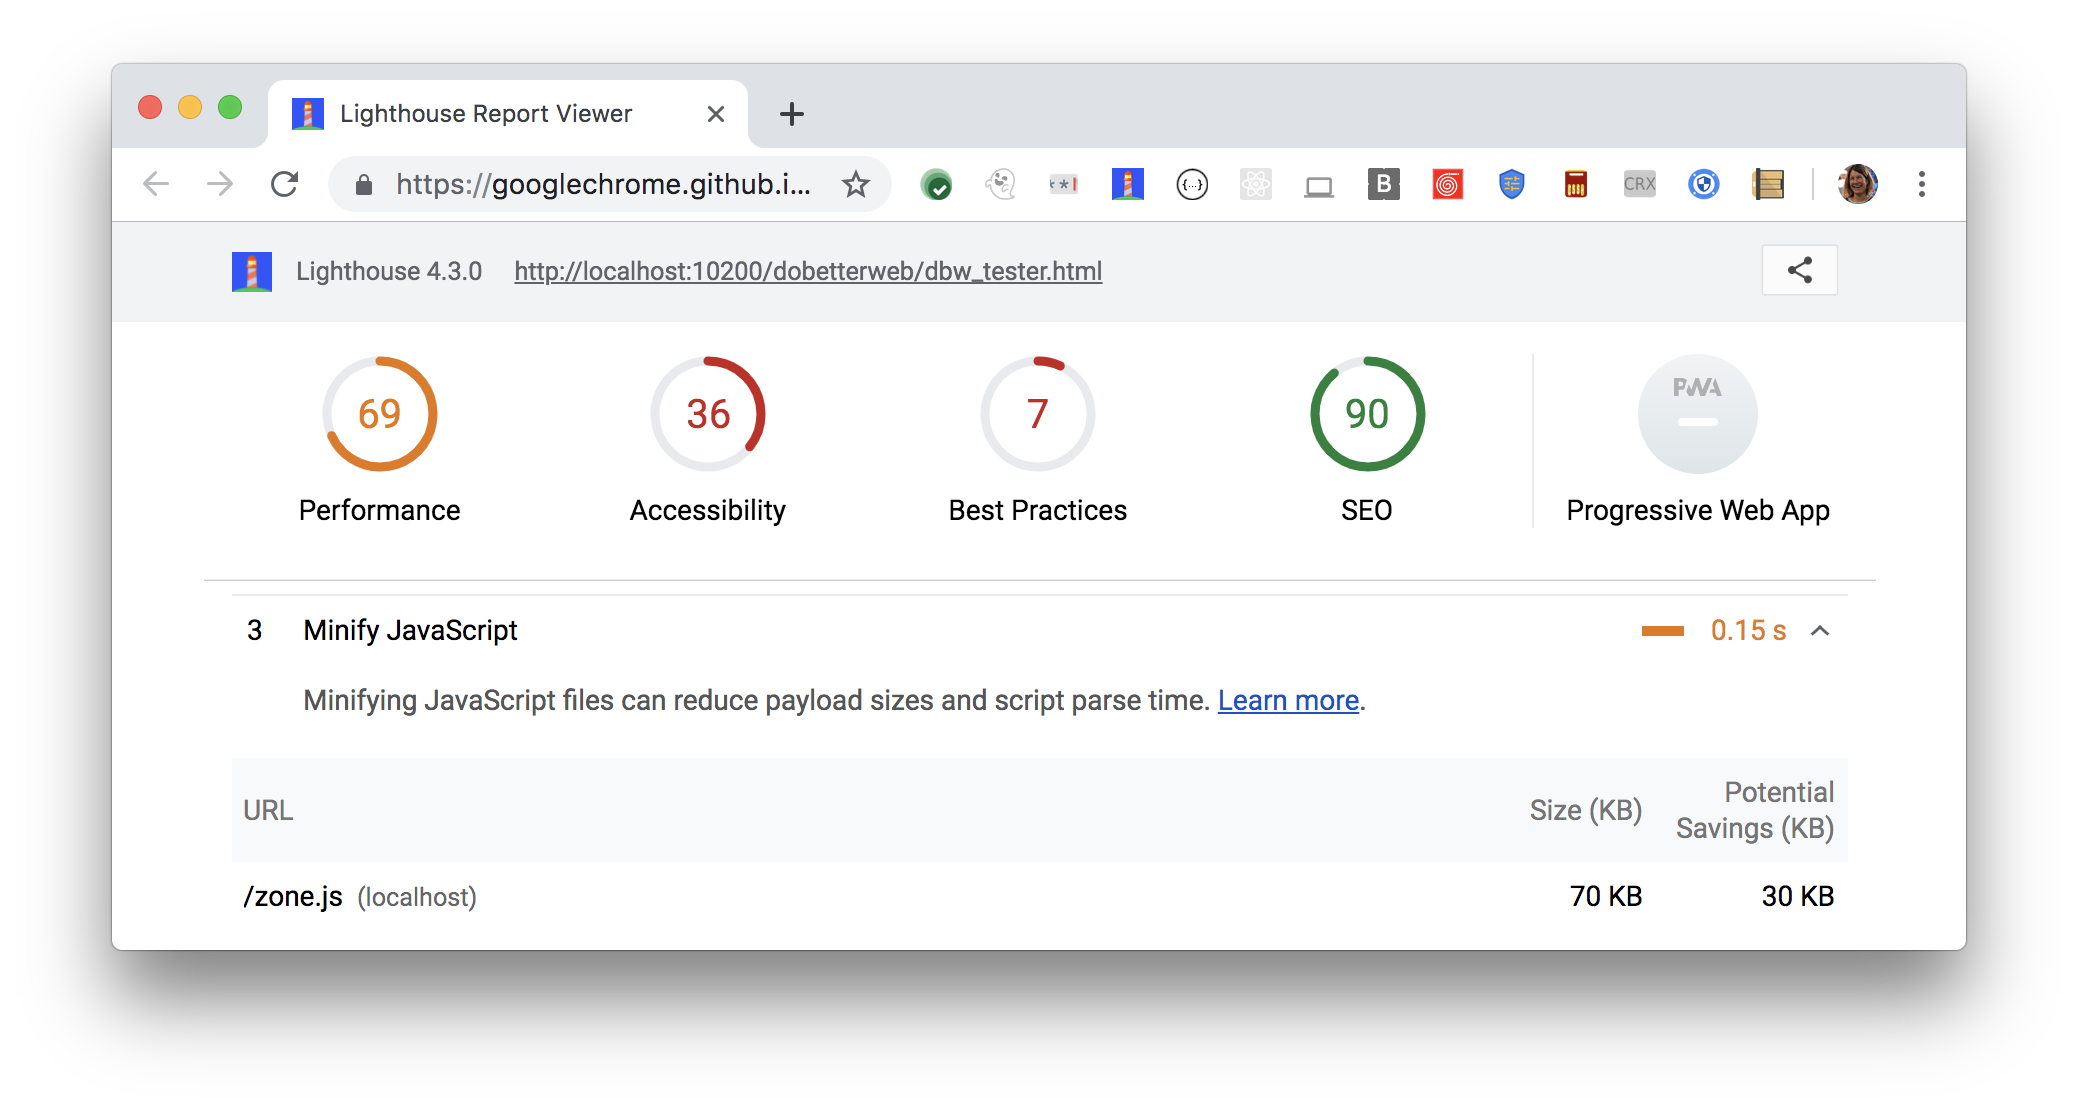 Lighthouse Report Viewer
https://googlechrome.github.i...
**I
{...}
B
CRX
Lighthouse 4.3.0 http://localhost:10200/dobetterweb/dbw_tester.html
69 36 7 90 PWA
Performance Accessibility Best Practices SEO Progressive Web App
3 Minify JavaScript 0.15 s
Minifying JavaScript files can reduce payload sizes and script parse time. Learn more.
URL Size (KB) Potential
Savings (KB)
/zone.js (localhost) 70 KB 30 KB